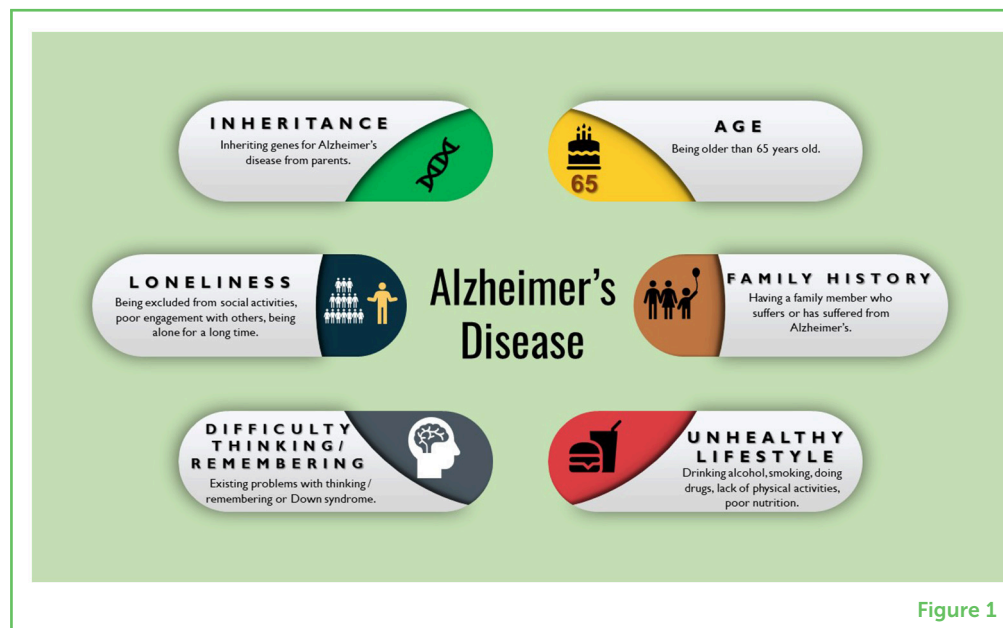 INHERITANCE
Inheriting genes for Alzheimer's
disease from parents.
AGE
Being older than 65 years old.
65
LONELINESS
Being excluded from social activities,
poor engagement with others, being
alone for a long time.
Alzheimer's
Disease
FAMILY HISTORY
Having a family member who
suffers or has suffered from
Alzheimer's.
DIFFICULTY
THINKING/
REMEMBERING
Existing problems with thinking/
remembering or Down syndrome.
UNHEALTHY
LIFESTYLE
Drinking alcohol, smoking, doing
drugs, lack of physical activities,
poor nutrition.
Figure 1